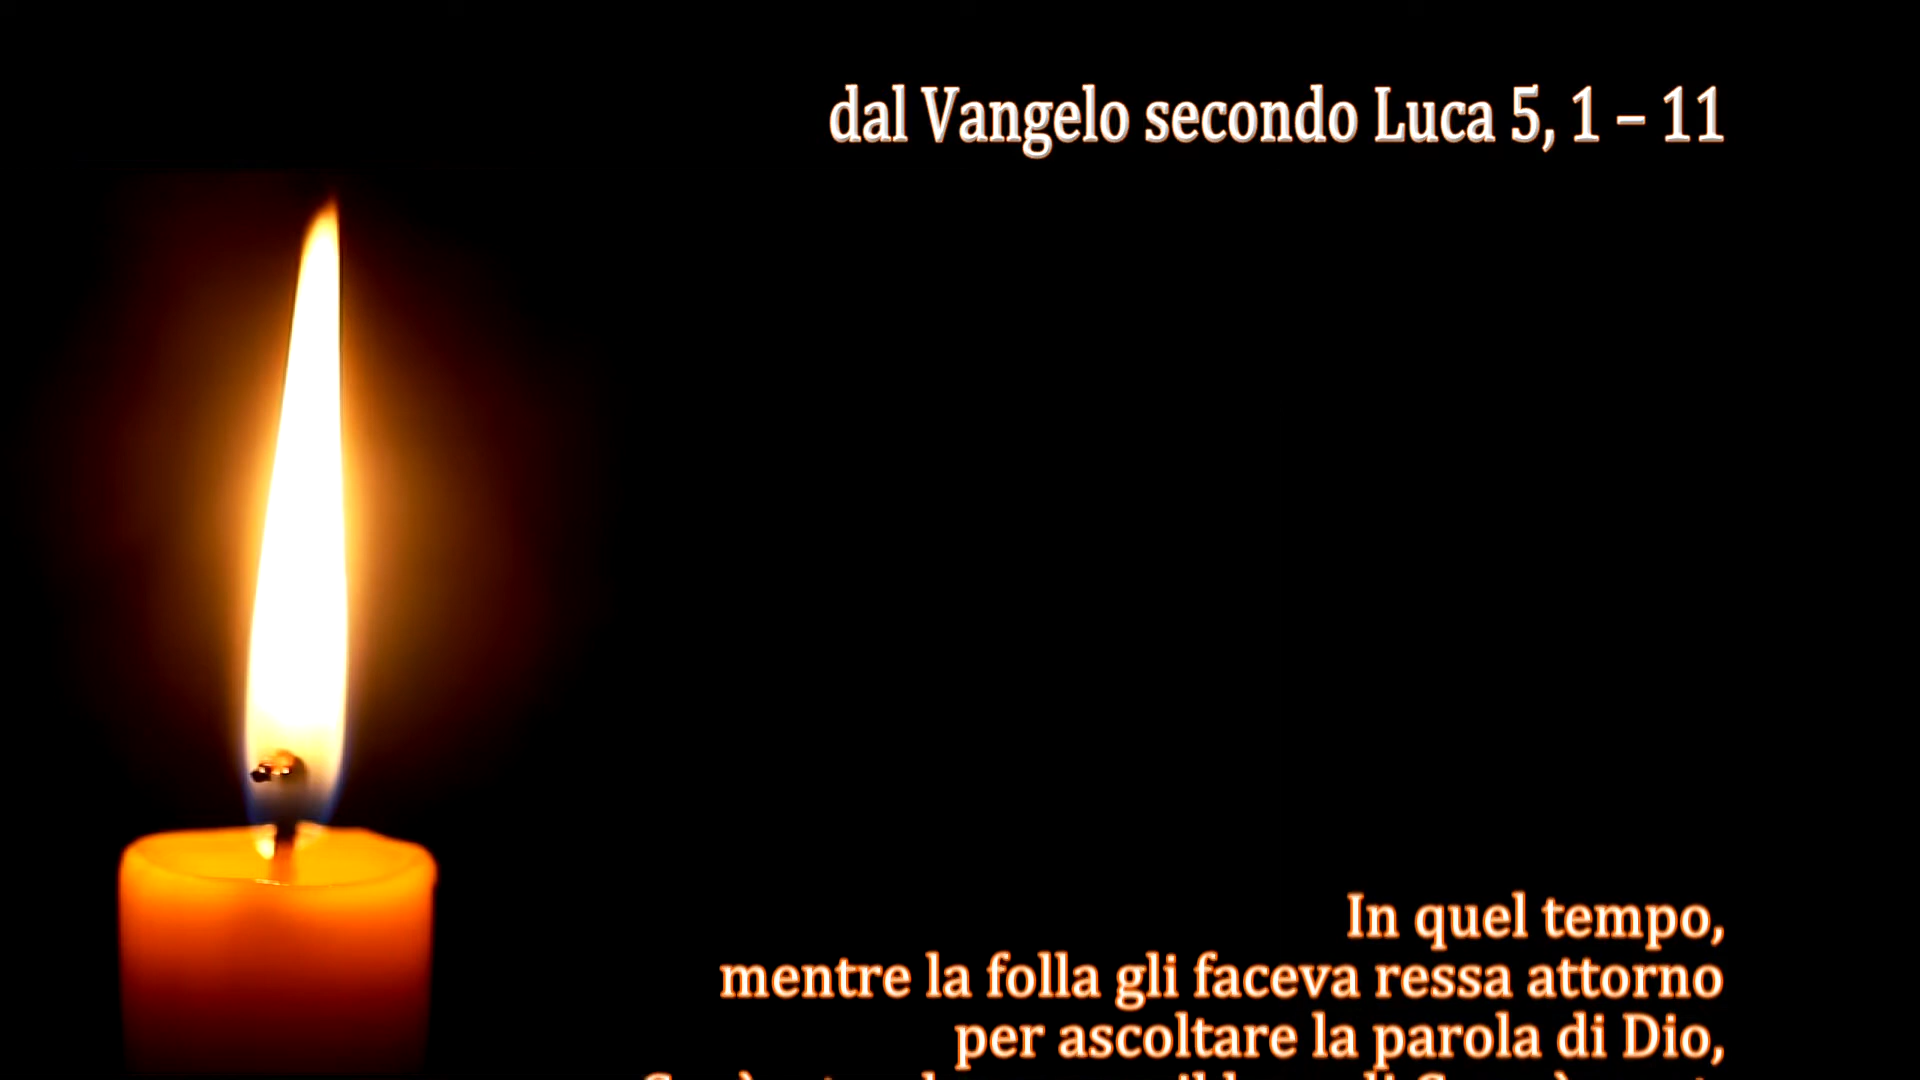 dal Vangelo secondo Luca 5, 1 – 11
In quel tempo,
mentre la folla gli faceva ressa attorno
per ascoltare la parola di Dio,